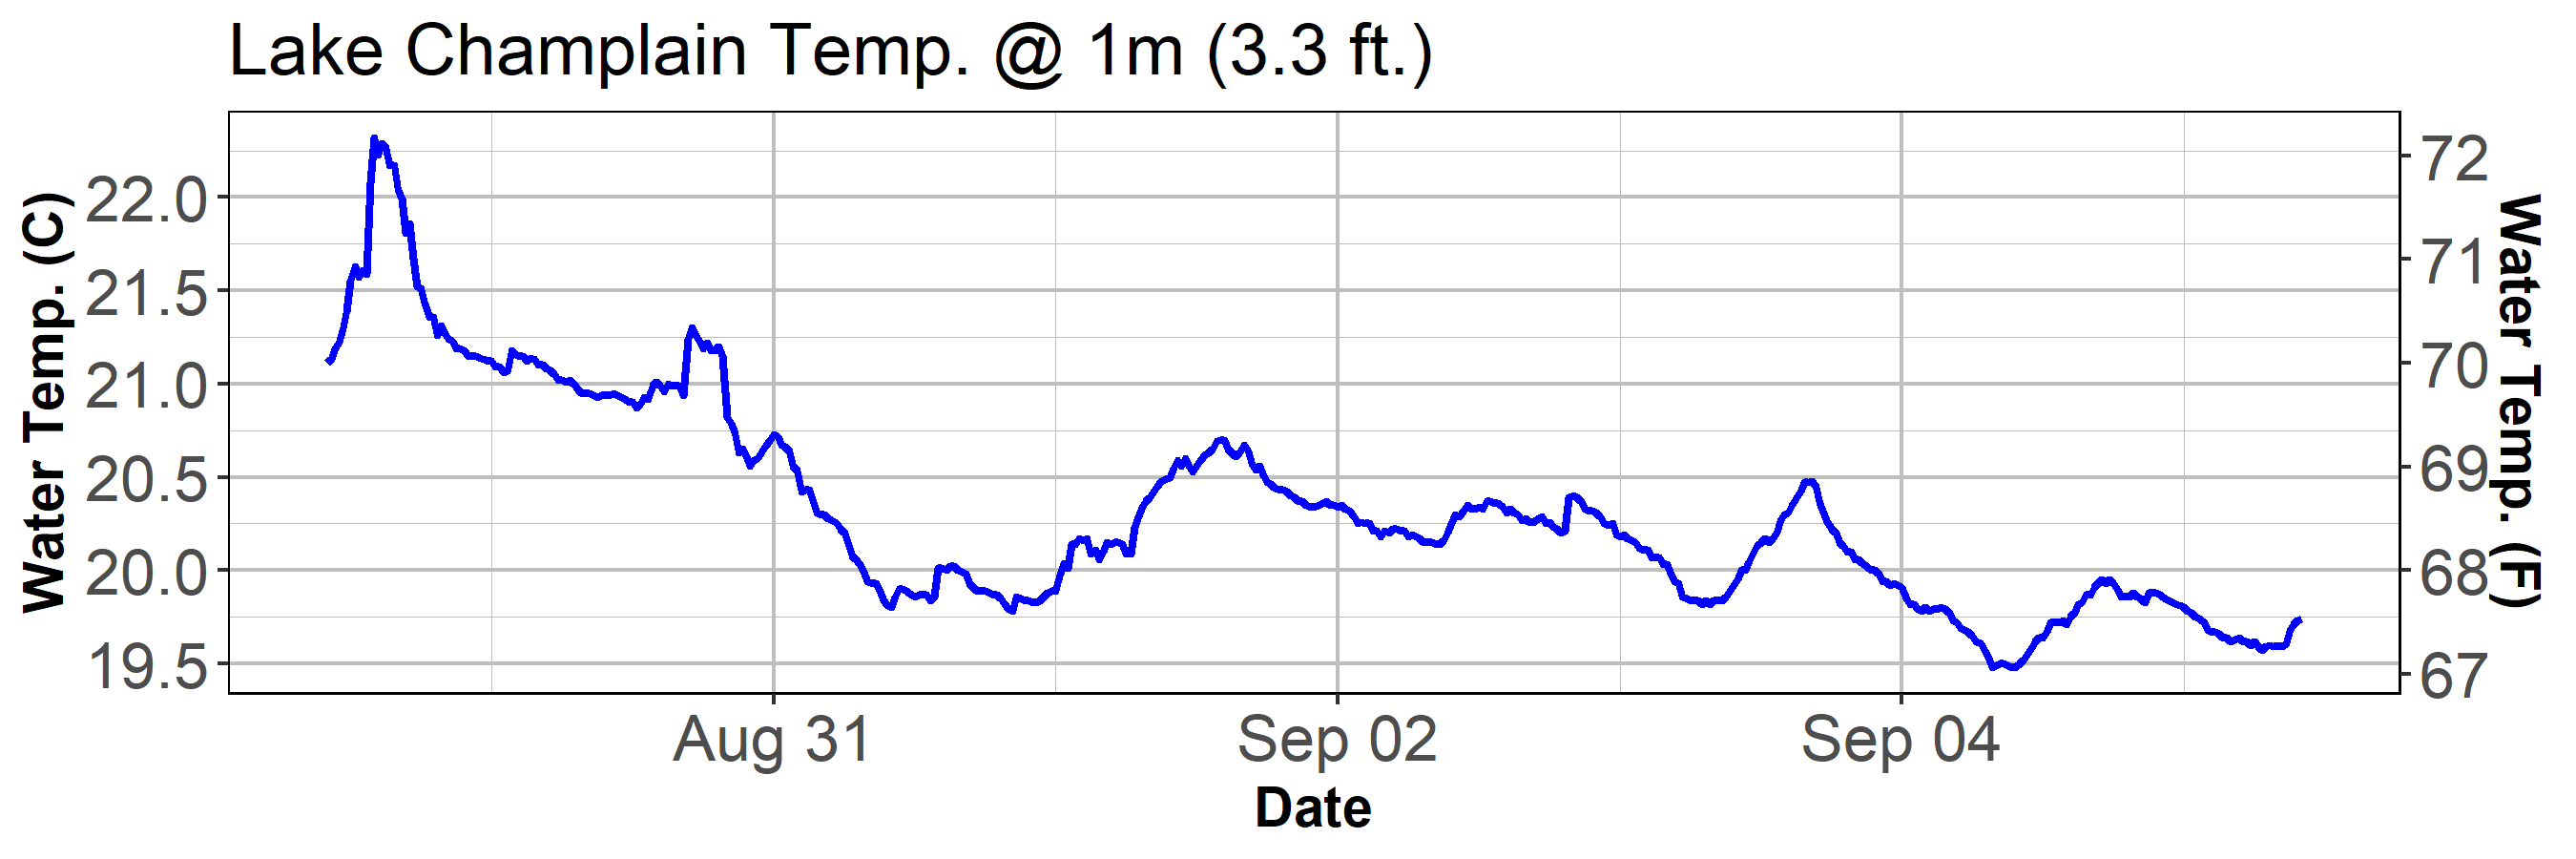 Lake Champlain Temp. @ 1m (3.3 ft.)
Water Temp. (C)
22.0
21.5
21.0
20.5
20.0
19.5
72
71
70
69
68
67
Water Temp. (F)
Aug 31
Sep 02
Sep 04
Date